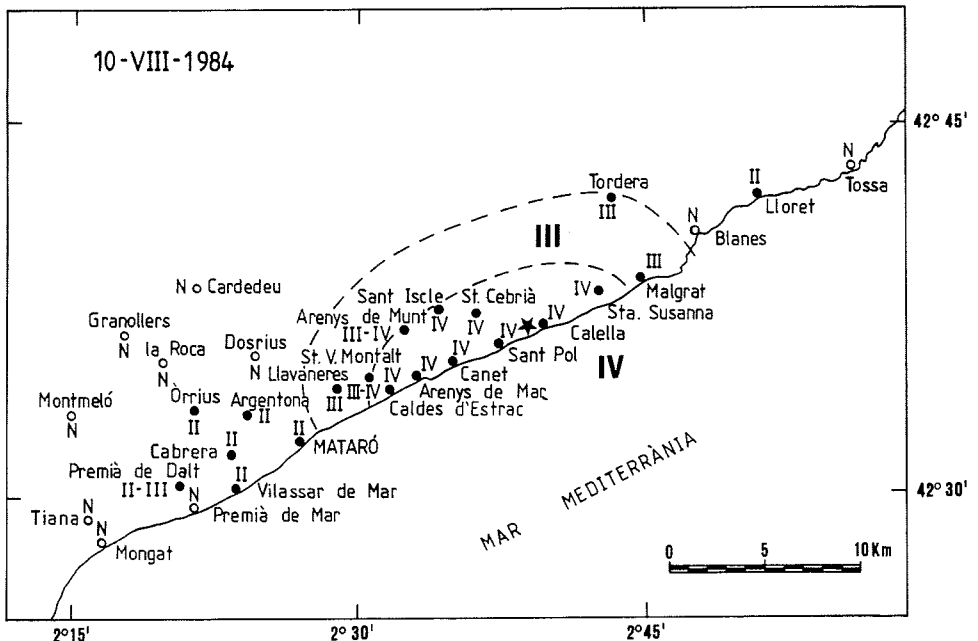 10-VIII-1984
42° 45'
N
Tossa
II
Lloret
Tordera
III
N
Blanes
III
III
Malgrat
N Cardedeu
Sant Iscle
St. Cebrià
IV
Sta. Susanna
Granollers
N
Arenys de Munt
III-IV
IV
IV
IV
IV
Calella
la Roca
N
Dosrius
N
St. V. Montalt
Sant Pol
IV
Llavaneres
III
III-IV
IV
IV
Canet
Arenys de Mar
Caldes d'Estrac
Montmeló
N
Òrrius
II
Argentona
II
II
MATARÓ
Cabrera
II
Premià de Dalt
II-III
II
Vilassar de Mar
N
Premià de Mar
Tiana
N
N
Mongat
MAR MEDITERRÀNIA
42° 30'
0 5 10 Km
2° 15' 2° 30' 2° 45'